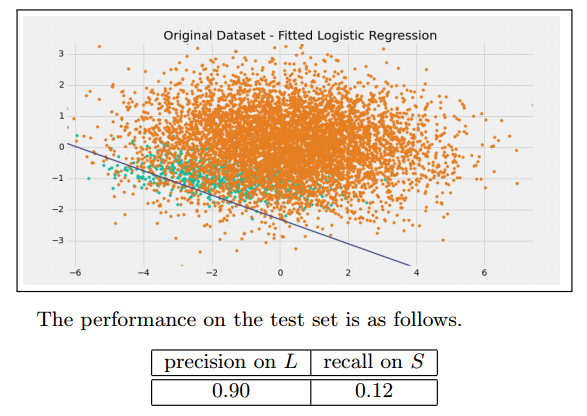 Original Dataset - Fitted Logistic Regression
3
2
1
0
−1
−2
−3
−6 −4 −2 0 2 4 6
The performance on the test set is as follows.
precision on L recall on S
0.90 0.12